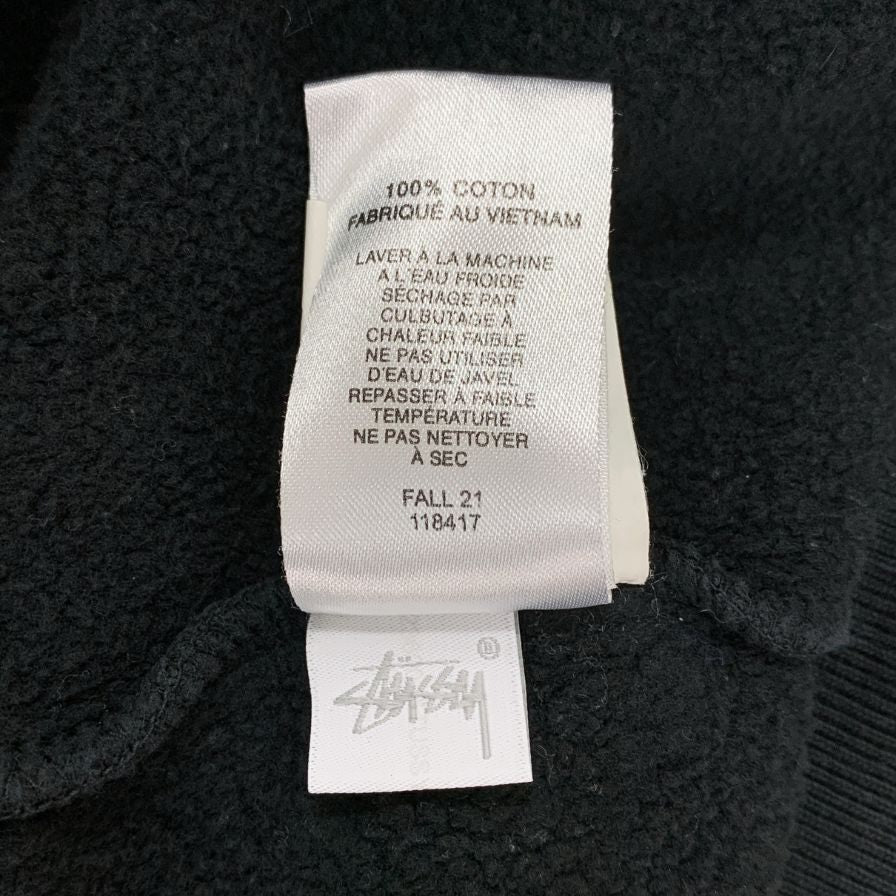 100% COTON
FABRIQUÉ AU VIETNAM
LAVER À LA MACHINE
A L'EAU FROIDE
SÉCHAGE PAR
CULBUTAGE À
CHALEUR FAIBLE
NE PAS UTILISER
D'EAU DE JAVEL
REPASSER À FAIBLE
TEMPÉRATURE
NE PAS NETTOYER
À SEC
FALL 21
118417
STÜSSY ®